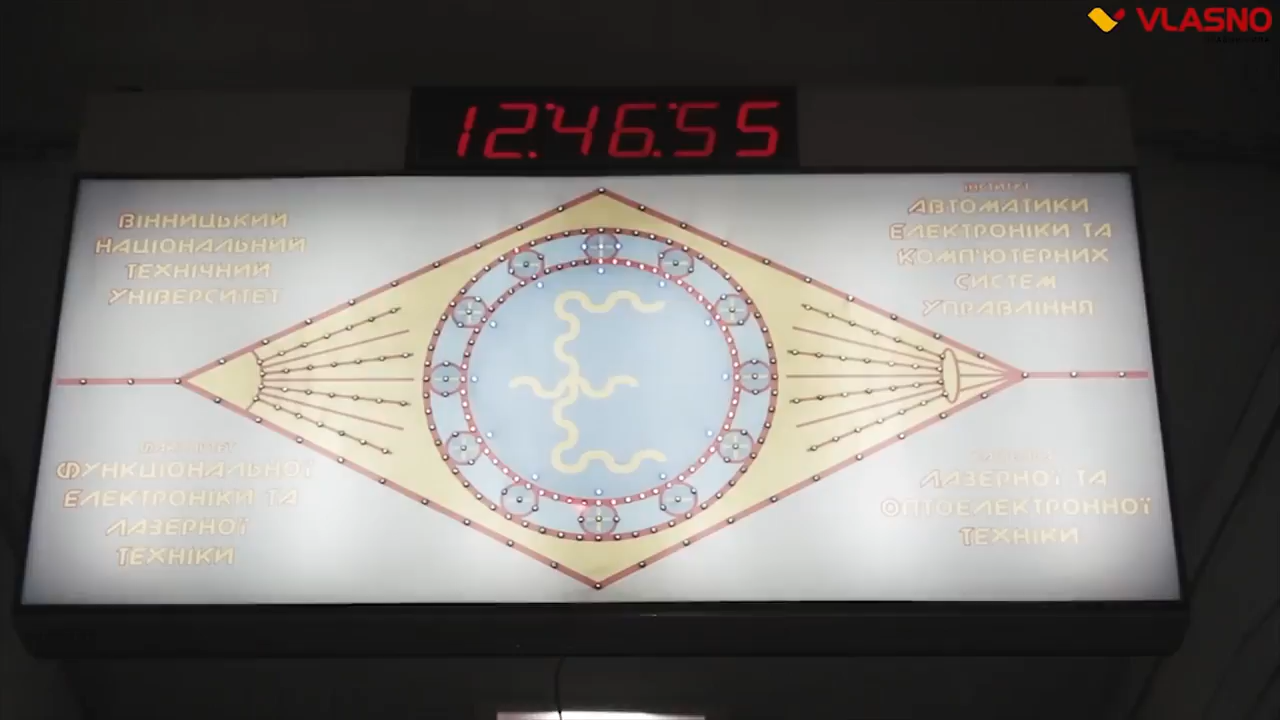 VLASNO
12:46:55
ВІННИЦЬКИЙ
НАЦІОНАЛЬНИЙ
ТЕХНІЧНИЙ
УНІВЕРСИТЕТ
ІНСТИТУТ
АВТОМАТИКИ
ЕЛЕКТРОНІКИ ТА
КОМП'ЮТЕРНИХ
СИСТЕМ
УПРАВЛІННЯ
ФУНКЦІОНАЛЬНОЇ
ЕЛЕКТРОНІКИ ТА
ЛАЗЕРНОЇ
ТЕХНІКИ
ЛАЗЕРНОЇ ТА
ОПТОЕЛЕКТРОННОЇ
ТЕХНІКИ